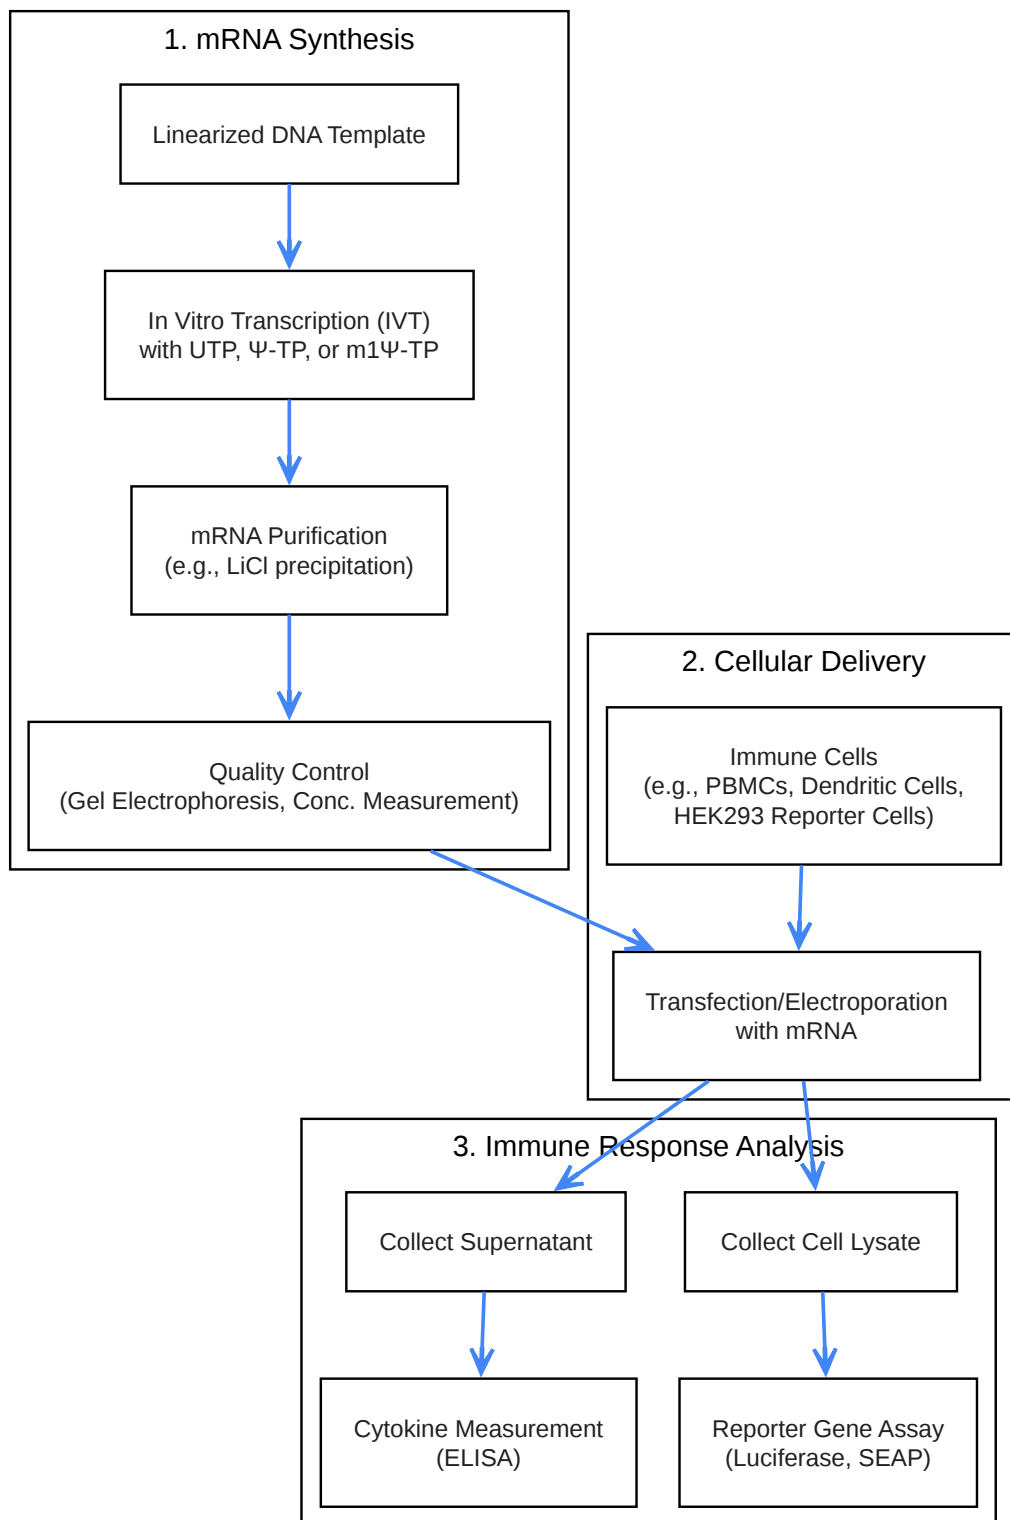 1. mRNA Synthesis
Linearized DNA Template
In Vitro Transcription (IVT)
with UTP, Ψ-TP, or m1Ψ-TP
mRNA Purification
(e.g., LiCl precipitation)
Quality Control
(Gel Electrophoresis, Conc. Measurement)
2. Cellular Delivery
Immune Cells
(e.g., PBMCs, Dendritic Cells,
HEK293 Reporter Cells)
Transfection/Electroporation
with mRNA
3. Immune Response Analysis
Collect Supernatant
Collect Cell Lysate
Cytokine Measurement
(ELISA)
Reporter Gene Assay
(Luciferase, SEAP)